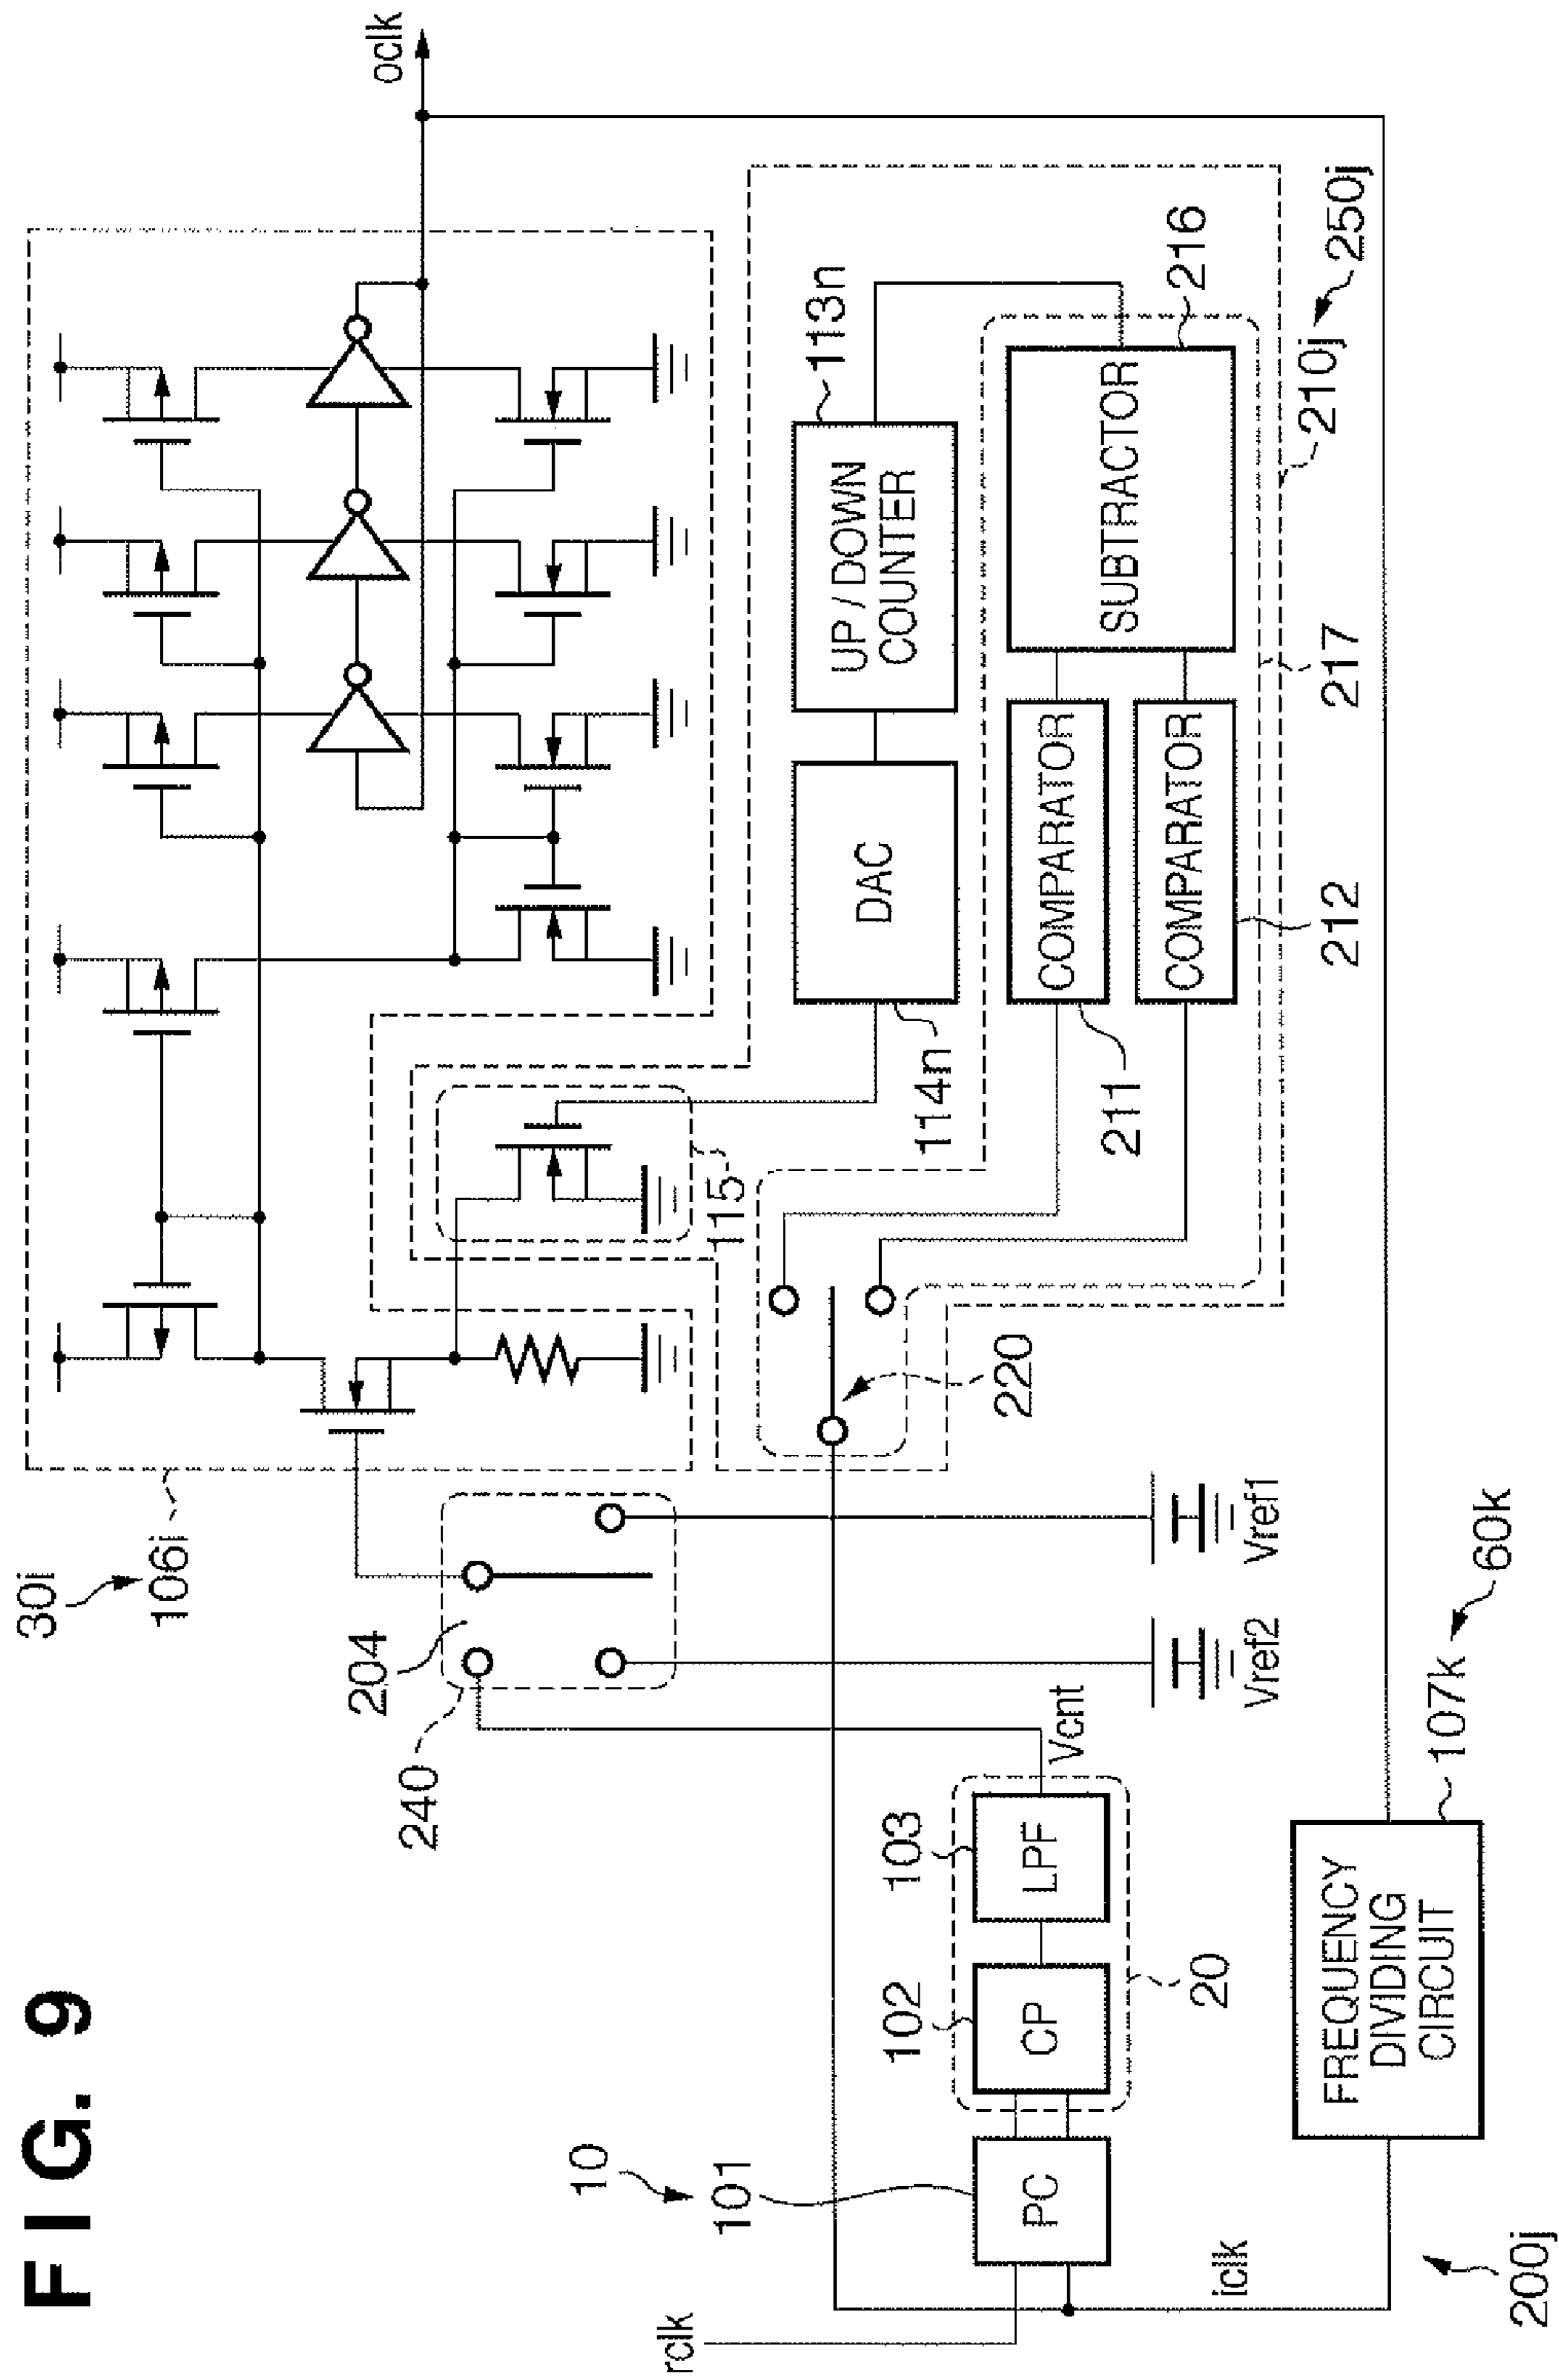 FIG. 9
30i
106i
204
240
oclk
115
113n
UP / DOWN
COUNTER
DAC
114n
220
COMPARATOR
211
COMPARATOR
212
SUBTRACTOR
216
217
210j
250j
Vref1
Vref2
Vcnt
10
101
PC
102
CP
103
LPF
20
rclk
iclk
FREQUENCY
DIVIDING
CIRCUIT
107k
60k
200j